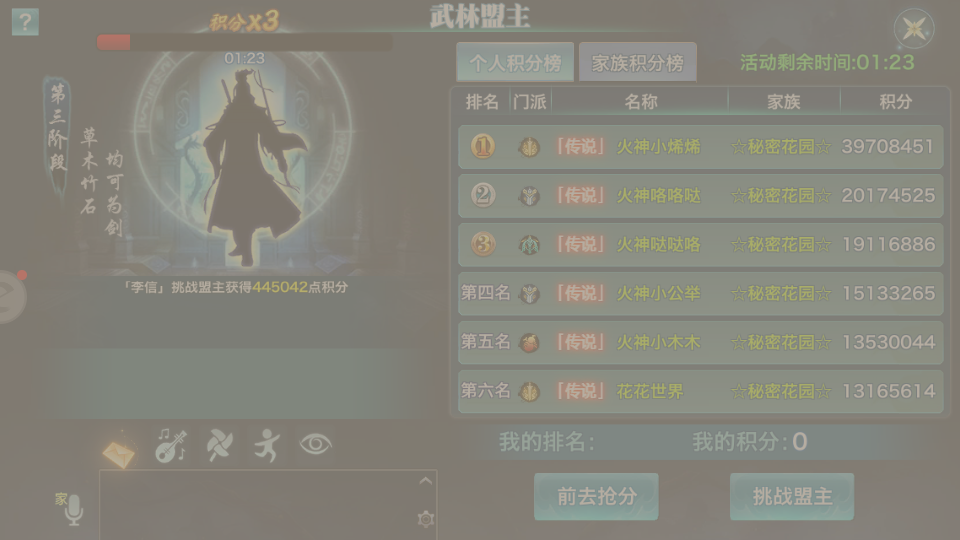 ?
积分X3
武林盟主
01:23
第三阶段
草木竹石
均可为剑
「李信」挑战盟主获得445042点积分
个人积分榜 家族积分榜 活动剩余时间:01:23
排名 门派 名称 家族 积分
1 「传说」 火神小烯烯 ☆秘密花园☆ 39708451
2 「传说」 火神咯咯哒 ☆秘密花园☆ 20174525
3 「传说」 火神哒哒咯 ☆秘密花园☆ 19116886
第四名 「传说」 火神小公举 ☆秘密花园☆ 15133265
第五名 「传说」 火神小木木 ☆秘密花园☆ 13530044
第六名 「传说」 花花世界 ☆秘密花园☆ 13165614
我的排名: 我的积分:0
家
前去抢分 挑战盟主